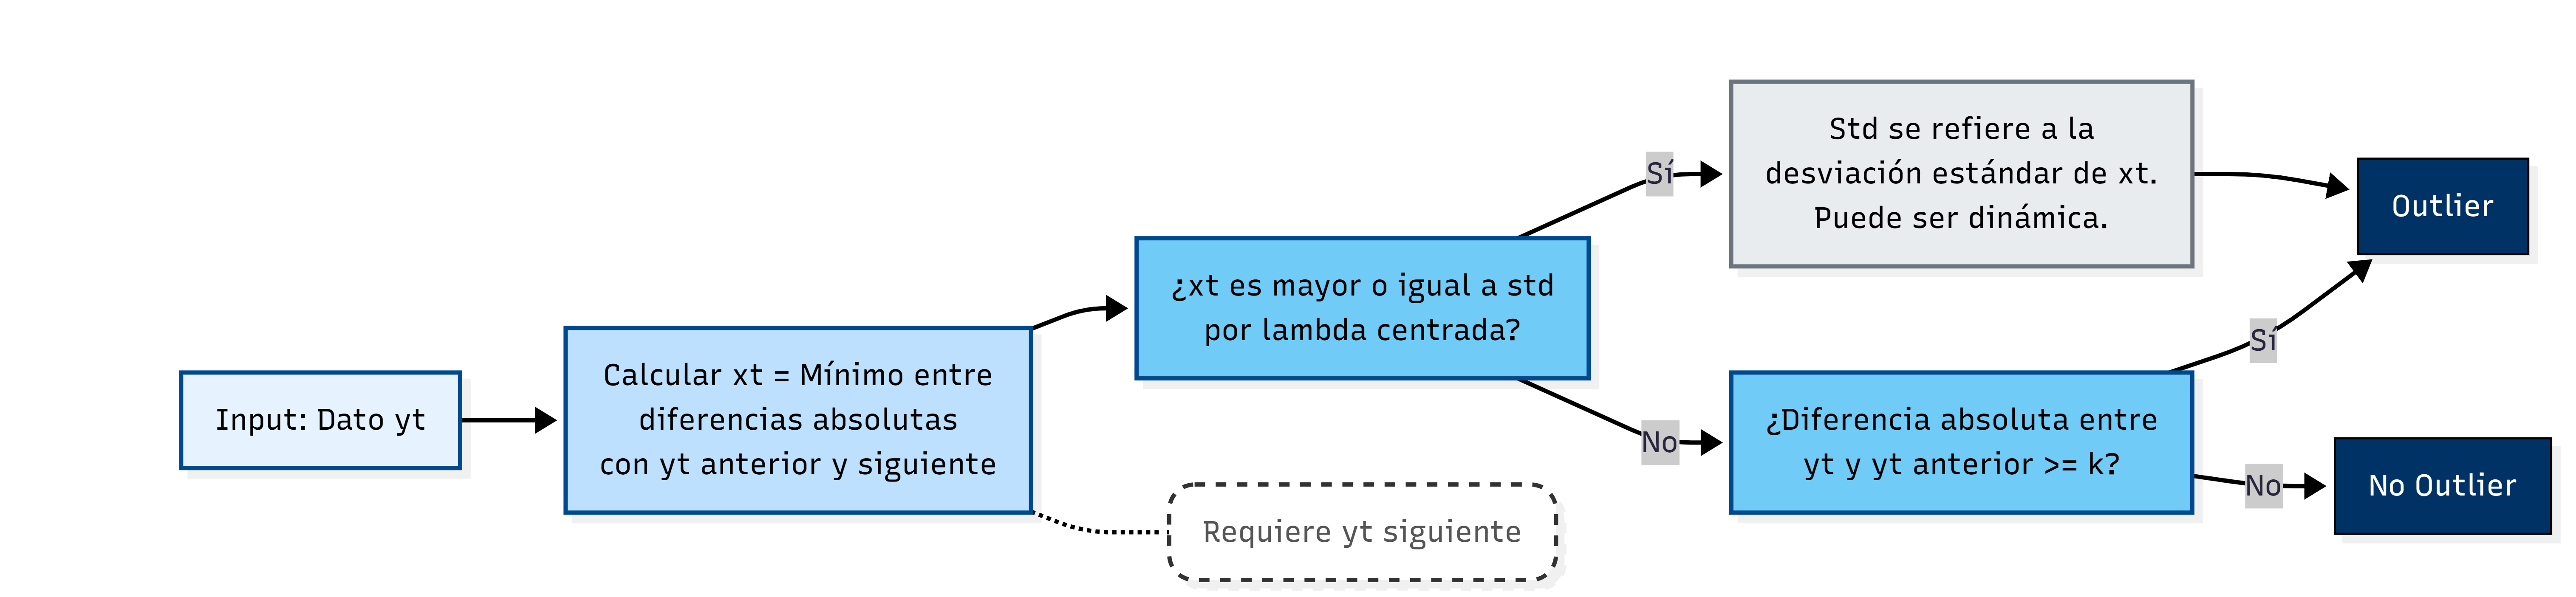 Input: Dato yt
Calcular xt = Mínimo entre
diferencias absolutas
con yt anterior y siguiente
Requiere yt siguiente
¿xt es mayor o igual a std
por lambda centrada?
Sí
No
Std se refiere a la
desviación estándar de xt.
Puede ser dinámica.
¿Diferencia absoluta entre
yt y yt anterior >= k?
Sí
No
Outlier
No Outlier